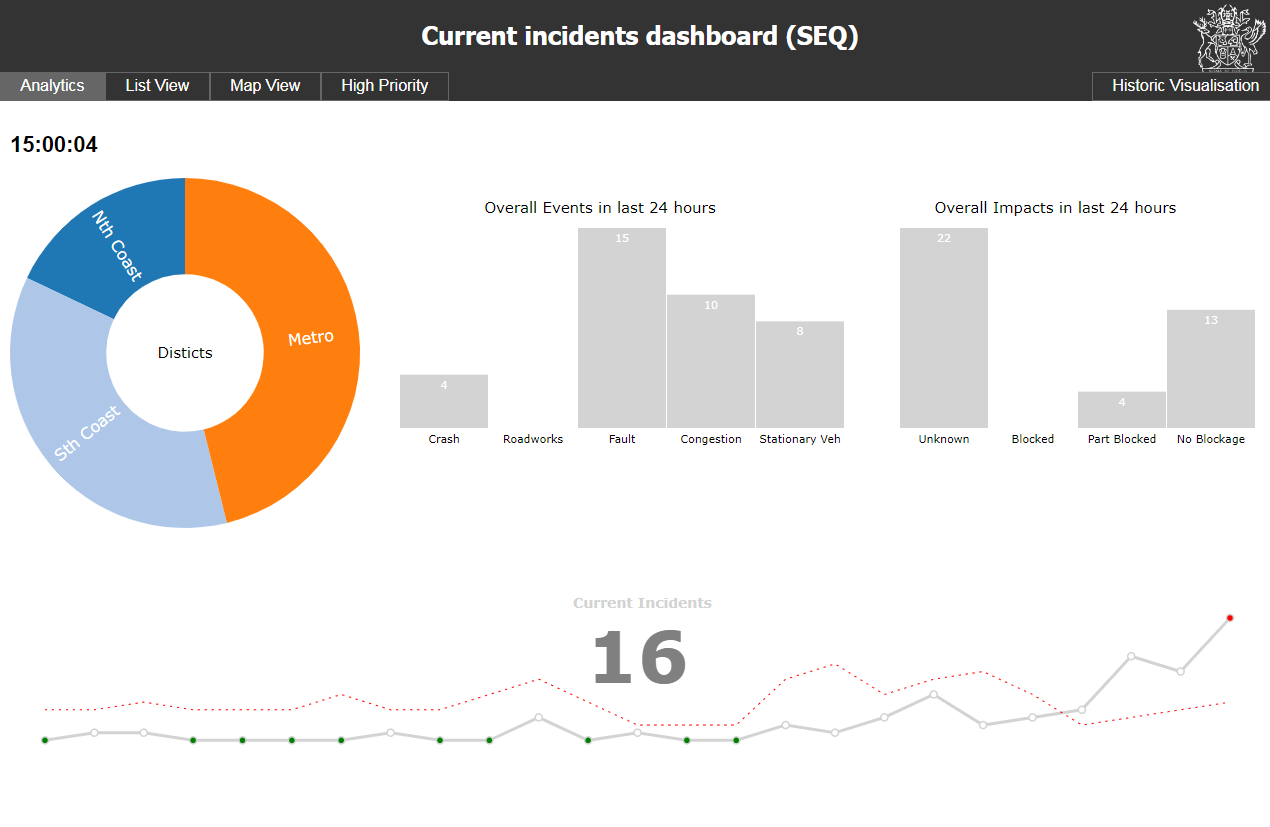 Current incidents dashboard (SEQ)
Analytics
List View
Map View
High Priority
Historic Visualisation
15:00:04
Nth Coast
Metro
Disticts
Sth Coast
Overall Events in last 24 hours
4
15
10
8
Crash
Roadworks
Fault
Congestion
Stationary Veh
Overall Impacts in last 24 hours
22
4
13
Unknown
Blocked
Part Blocked
No Blockage
Current Incidents
16